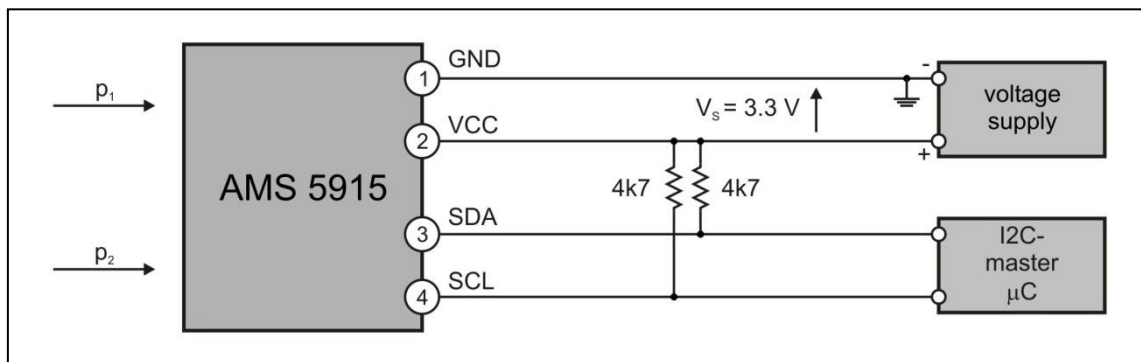 p₁
p₂
AMS 5915
1
GND
2
VCC
3
SDA
4
SCL
Vₛ = 3.3 V
4k7
4k7
-
+
voltage
supply
I2C-
master
μC